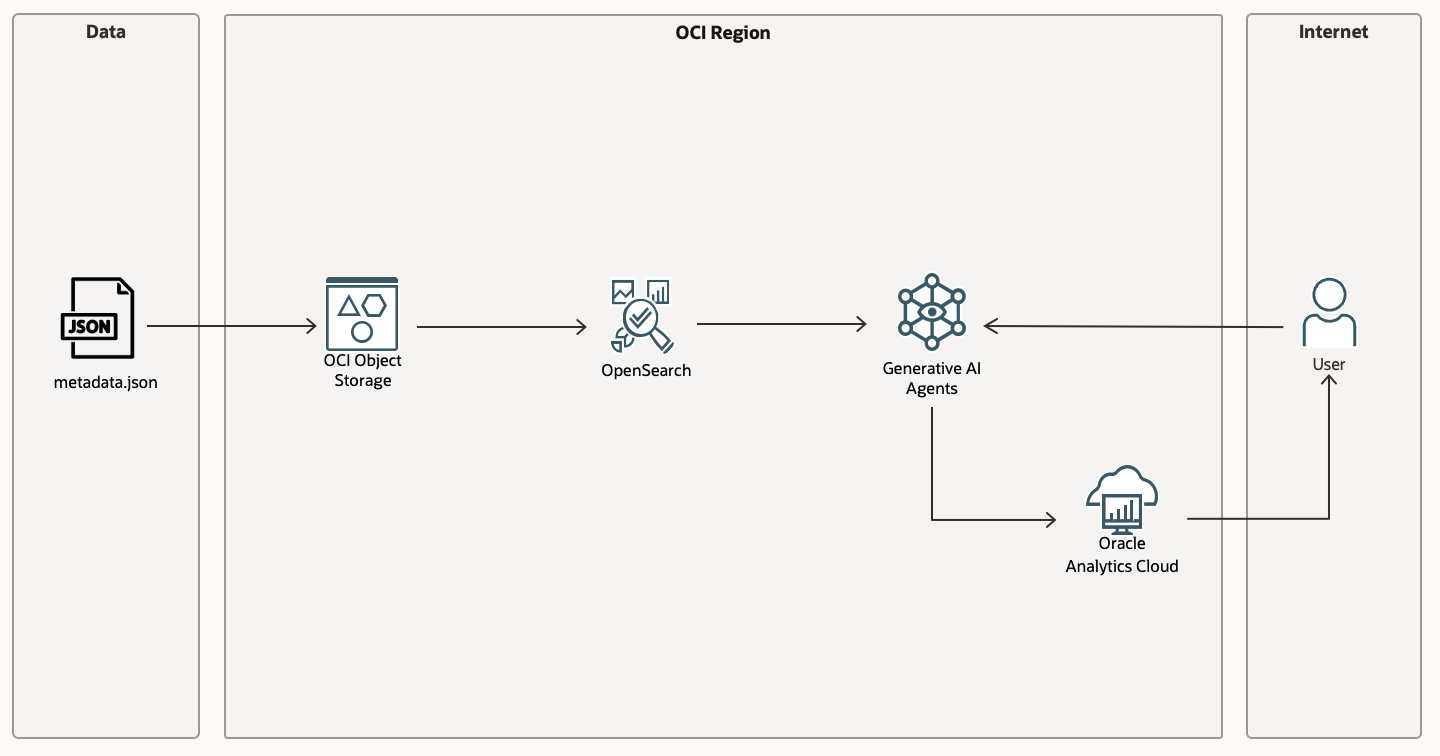 Data
OCI Region
Internet
JSON
metadata.json
OCI Object
Storage
OpenSearch
Generative AI
Agents
User
Oracle
Analytics Cloud